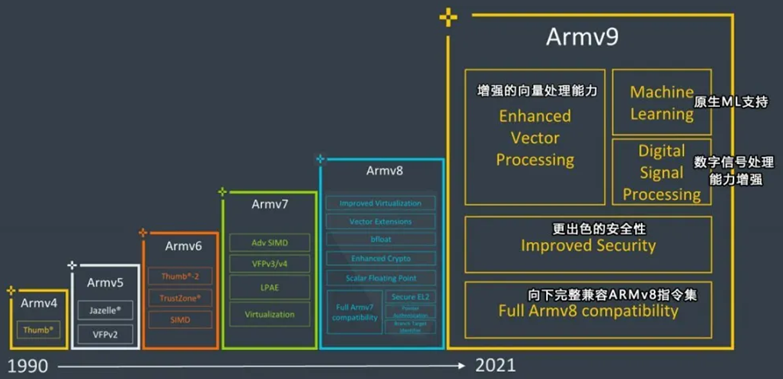 Armv4
Thumb®
Armv5
Jazelle®
VFPv2
Armv6
Thumb®-2
TrustZone®
SIMD
Armv7
Adv SIMD
VFPv3/v4
LPAE
Virtualization
Armv8
Improved Virtualization
Vector Extensions
bfloat
Enhanced Crypto
Scalar Floating Point
Full Armv7
compatibility
Secure EL2
Pointer
Authentication
Branch Target
Identifier
Armv9
增强的向量处理能力
Enhanced
Vector
Processing
Machine
Learning
原生ML支持
Digital
Signal
Processing
数字信号处理
能力增强
更出色的安全性
Improved Security
向下完整兼容ARMv8指令集
Full Armv8 compatibility
1990
2021